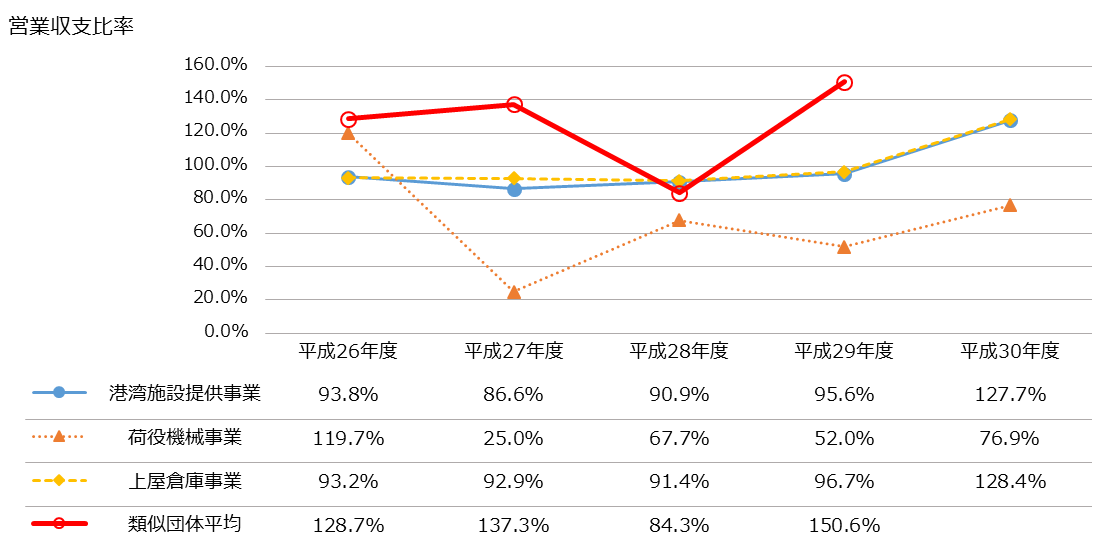 営業収支比率
160.0%
140.0%
120.0%
100.0%
80.0%
60.0%
40.0%
20.0%
0.0%
平成26年度 平成27年度 平成28年度 平成29年度 平成30年度
港湾施設提供事業 93.8% 86.6% 90.9% 95.6% 127.7%
荷役機械事業 119.7% 25.0% 67.7% 52.0% 76.9%
上屋倉庫事業 93.2% 92.9% 91.4% 96.7% 128.4%
類似団体平均 128.7% 137.3% 84.3% 150.6%